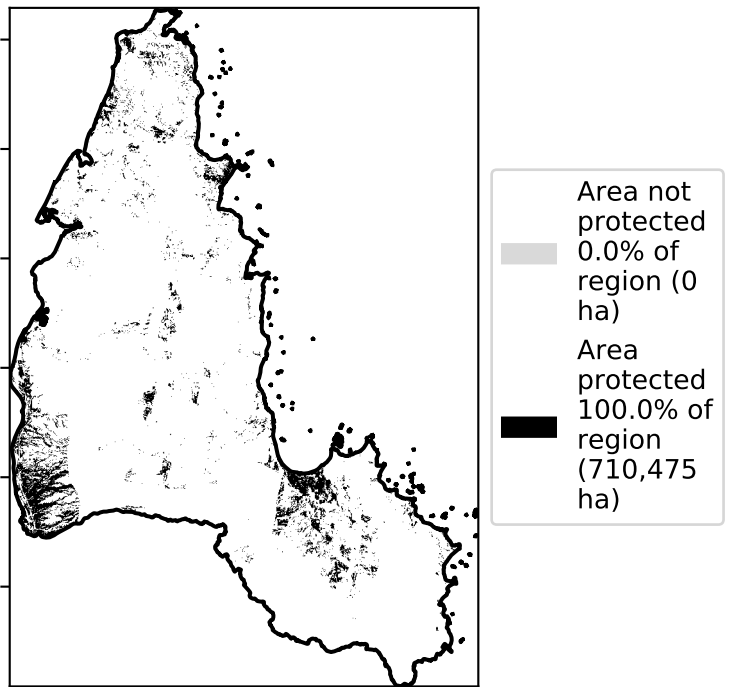 Area not
protected
0.0% of
region (0
ha)
Area
protected
100.0% of
region
(710,475
ha)